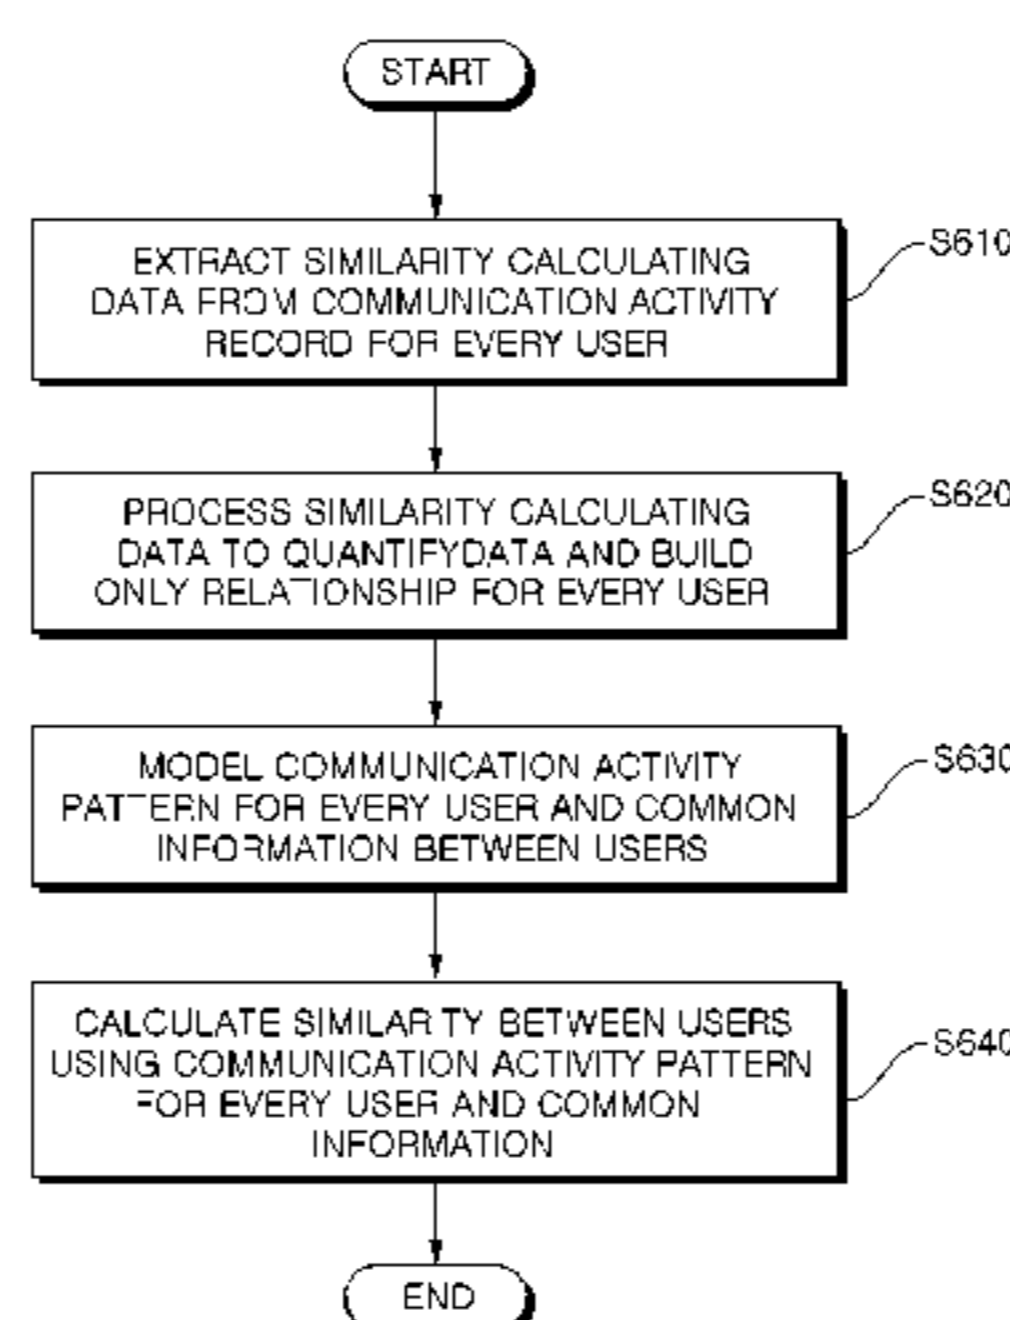 START
EXTRACT SIMILARITY CALCULATING
DATA FROM COMMUNICATION ACTIVITY
RECORD FOR EVERY USER
S610
PROCESS SIMILARITY CALCULATING
DATA TO QUANTIFYDATA AND BUILD
ONLY RELATIONSHIP FOR EVERY USER
S620
MODEL COMMUNICATION ACTIVITY
PATTERN FOR EVERY USER AND COMMON
INFORMATION BETWEEN USERS
S630
CALCULATE SIMILARITY BETWEEN USERS
USING COMMUNICATION ACTIVITY PATTERN
FOR EVERY USER AND COMMON
INFORMATION
S640
END